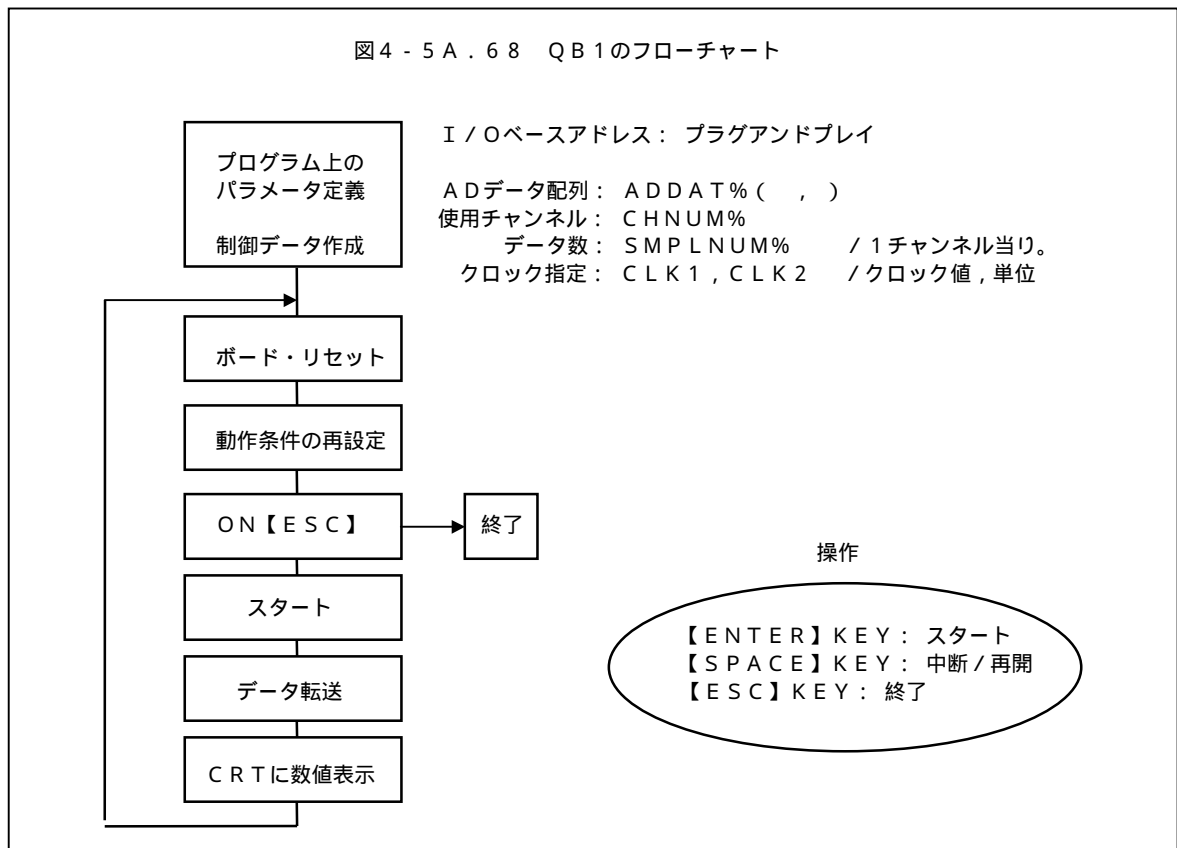 図4-5A.68 QB1のフローチャート
プログラム上の
パラメータ定義
制御データ作成
I/Oベースアドレス: プラグアンドプレイ
ADデータ配列: ADDAT%( , )
使用チャンネル: CHNUM%
データ数: SMPLNUM% /1チャンネル当り。
クロック指定: CLK1,CLK2 /クロック値,単位
ボード・リセット
動作条件の再設定
ON【ESC】
終了
スタート
データ転送
CRTに数値表示
操作
【ENTER】KEY: スタート
【SPACE】KEY: 中断/再開
【ESC】KEY: 終了